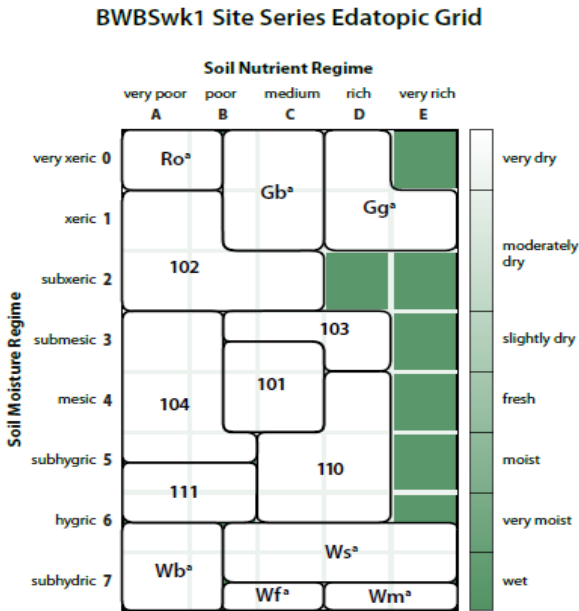 BWBSwk1 Site Series Edatopic Grid
Soil Nutrient Regime
very poor poor medium rich very rich
A B C D E
Soil Moisture Regime
very xeric 0
xeric 1
subxeric 2
submesic 3
mesic 4
subhygric 5
hygric 6
subhydric 7
Roᵃ
Gbᵃ
Ggᵃ
102
103
101
104
110
111
Wsᵃ
Wbᵃ
Wfᵃ
Wmᵃ
very dry
moderately
dry
slightly dry
fresh
moist
very moist
wet